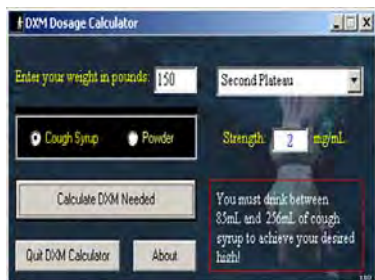 DXM Dosage Calculator
Enter your weight in pounds: 150
Second Plateau
Cough Syrup
Powder
Strength: 2 mg/mL
Calculate DXM Needed
You must drink between
85mL and 256mL of cough
syrup to achieve your desired
high!
Quit DXM Calculator
About